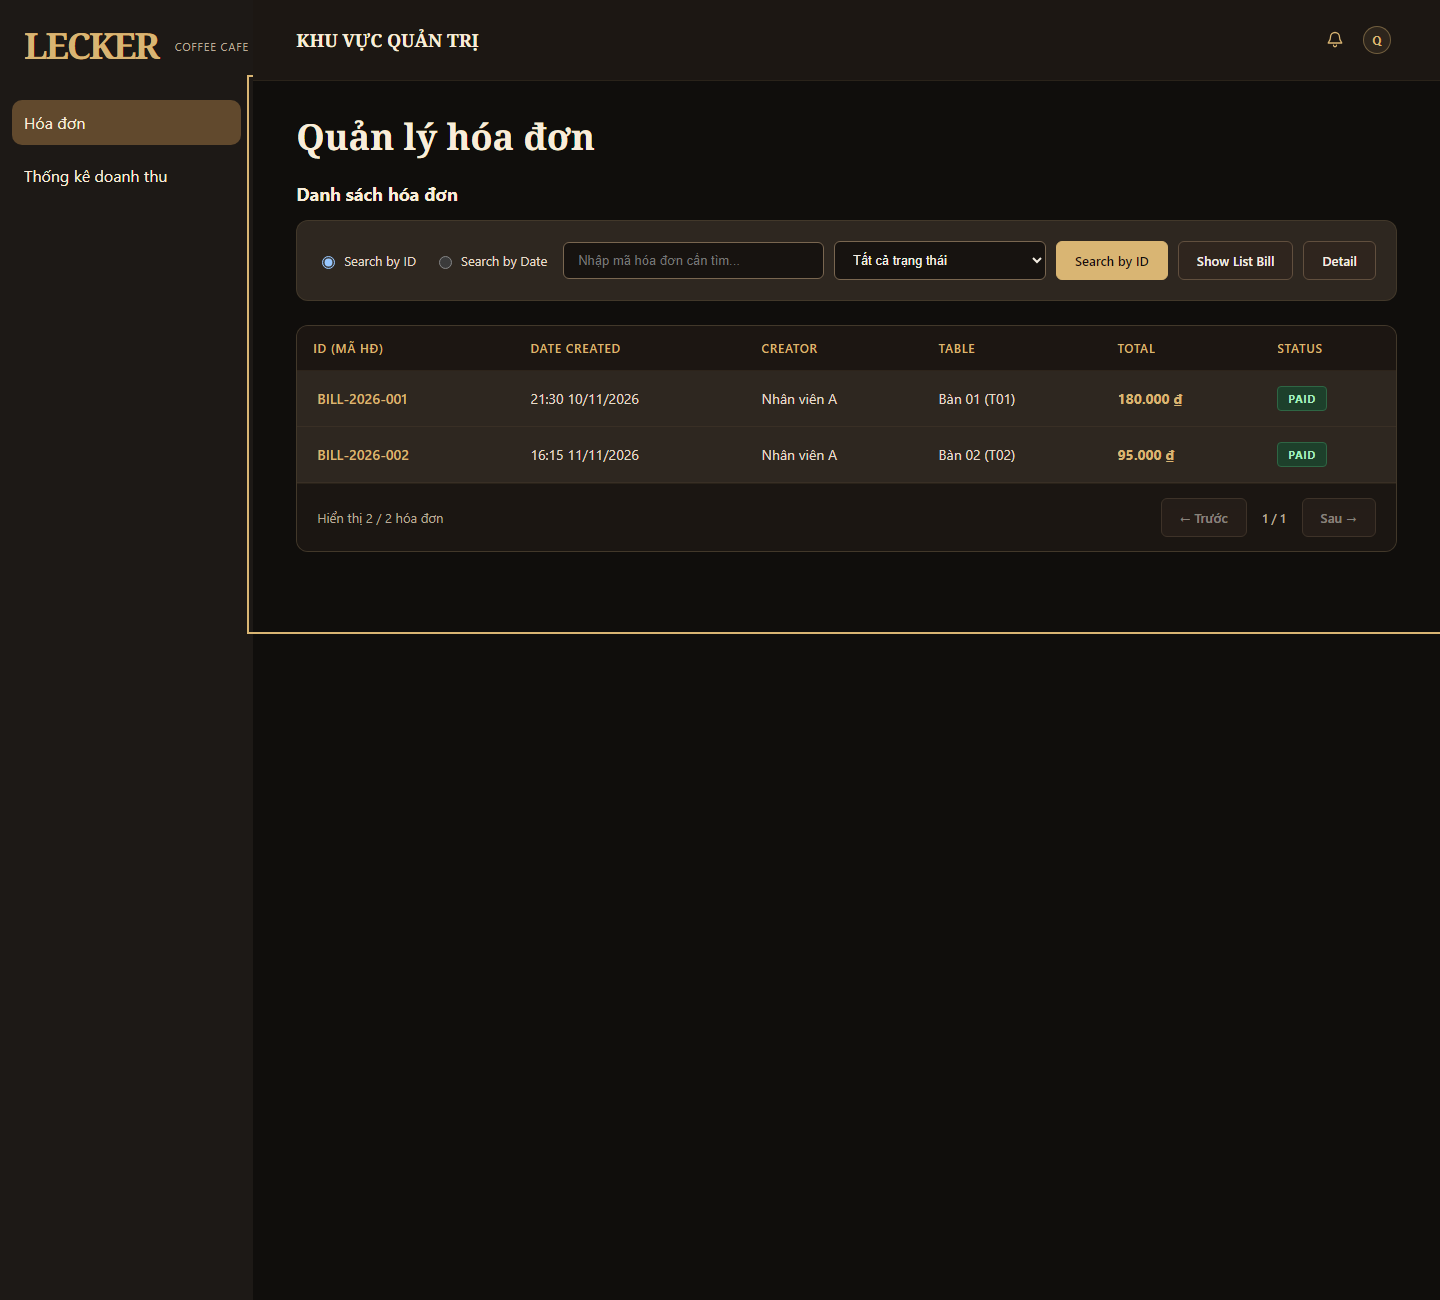 LECKER COFFEE CAFE
Hóa đơn
Thống kê doanh thu
KHU VỰC QUẢN TRỊ
Q
Quản lý hóa đơn
Danh sách hóa đơn
Search by ID Search by Date Nhập mã hóa đơn cần tìm... Tất cả trạng thái Search by ID Show List Bill Detail
ID (MÃ HĐ) DATE CREATED CREATOR TABLE TOTAL STATUS
BILL-2026-001 21:30 10/11/2026 Nhân viên A Bàn 01 (T01) 180.000 ₫ PAID
BILL-2026-002 16:15 11/11/2026 Nhân viên A Bàn 02 (T02) 95.000 ₫ PAID
Hiển thị 2 / 2 hóa đơn ← Trước 1 / 1 Sau →